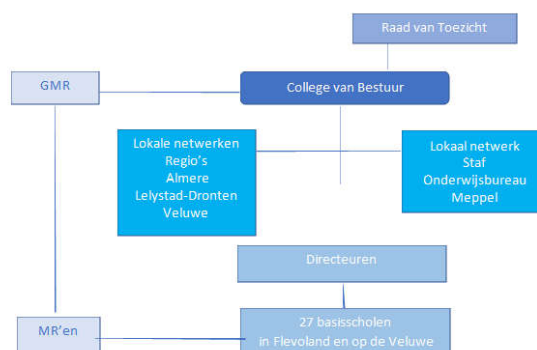 Raad van Toezicht
GMR
College van Bestuur
Lokale netwerken
Regio's
Almere
Lelystad-Dronten
Veluwe
Lokaal netwerk
Staf
Onderwijsbureau
Meppel
Directeuren
MR'en
27 basisscholen
in Flevoland en op de Veluwe